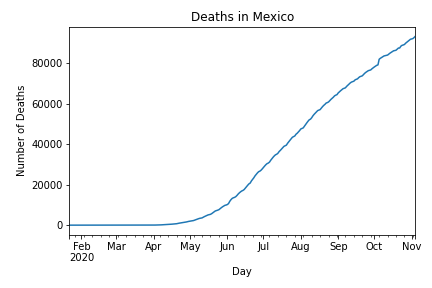 Deaths in Mexico
Number of Deaths
80000
60000
40000
20000
0
Feb Mar Apr May Jun Jul Aug Sep Oct Nov
2020
Day